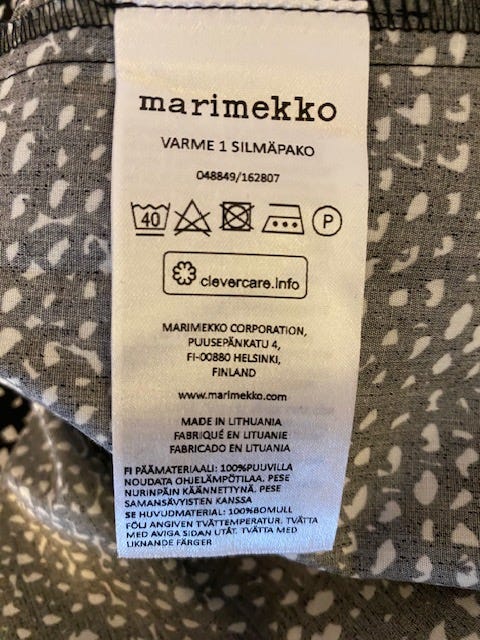 marimekko
VARME 1 SILMÄPAKO
048849/162807
40
P
clevercare.info
MARIMEKKO CORPORATION,
PUUSEPÄNKATU 4,
FI-00880 HELSINKI,
FINLAND
www.marimekko.com
MADE IN LITHUANIA
FABRIQUÉ EN LITUANIE
FABRICADO EN LITUANIA
FI PÄÄMATERIAALI: 100%PUUVILLA
NOUDATA OHJELÄMPÖTILAA. PESE
NURINPÄIN KÄÄNNETTYNÄ. PESE
SAMANSÄVYISTEN KANSSA
SE HUVUDMATERIAL: 100%BOMULL
FÖLJ ANGIVEN TVÄTTEMPERATUR. TVÄTTA
MED AVIGA SIDAN UTÅT. TVÄTTA MED
LIKNANDE FÄRGER